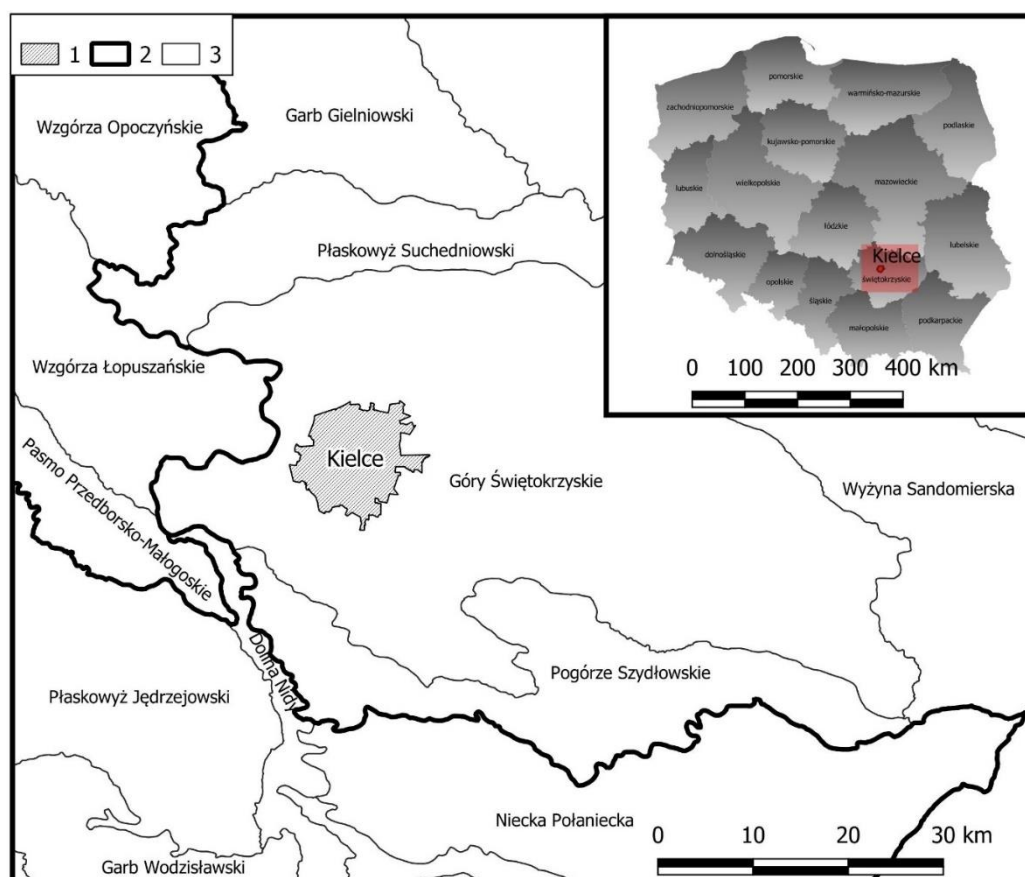 1 2 3
Wzgórza Opoczyńskie
Garb Gielniowski
Płaskowyż Suchedniowski
Wzgórza Łopuszańskie
Kielce
Góry Świętokrzyskie
Wyżyna Sandomierska
Pasmo Przedborsko-Małogoskie
Dolina Nidy
Pogórze Szydłowskie
Płaskowyż Jędrzejowski
Niecka Połaniecka
Garb Wodzisławski
0 10 20 30 km
pomorskie
warmińsko-mazurskie
zachodniopomorskie
podlaskie
kujawsko-pomorskie
mazowieckie
lubuskie
wielkopolskie
łódzkie
lubelskie
dolnośląskie
Kielce
świętokrzyskie
opolskie
śląskie
małopolskie
podkarpackie
0 100 200 300 400 km